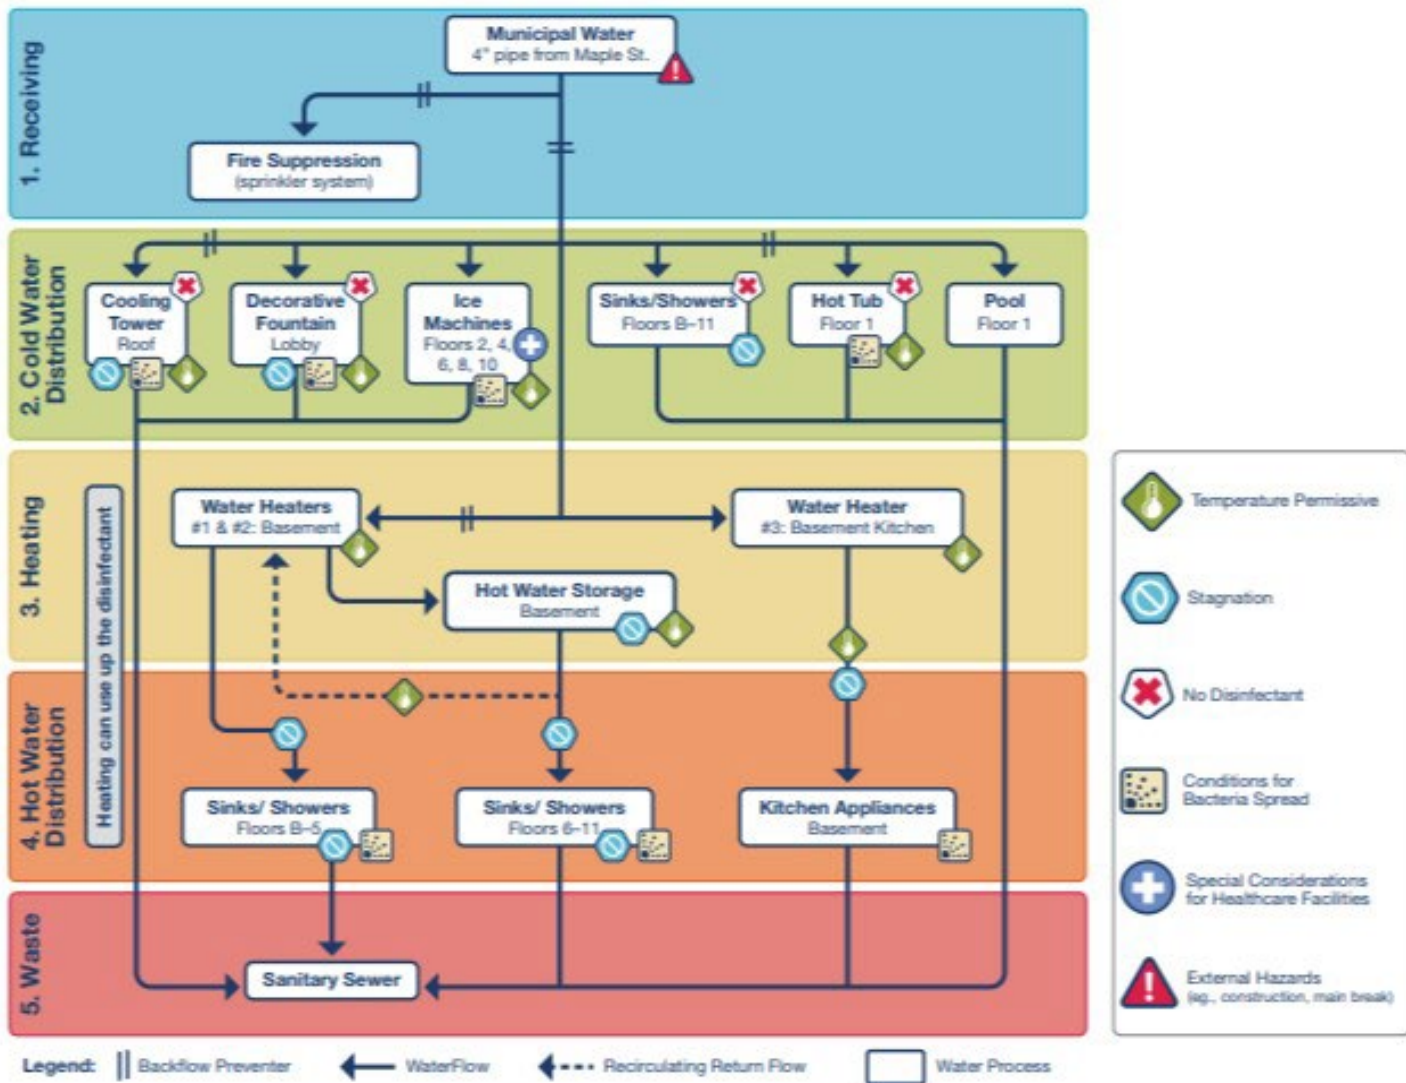 1. Receiving
Municipal Water
4" pipe from Maple St.
Fire Suppression
(sprinkler system)
2. Cold Water
Distribution
Cooling
Tower
Roof
Decorative
Fountain
Lobby
Ice
Machines
Floors 2, 4,
6, 8, 10
Sinks/Showers
Floors B–11
Hot Tub
Floor 1
Pool
Floor 1
3. Heating
Heating can use up the disinfectant
Water Heaters
#1 & #2: Basement
Water Heater
#3: Basement Kitchen
Hot Water Storage
Basement
4. Hot Water
Distribution
Sinks/ Showers
Floors B–5
Sinks/ Showers
Floors 6–11
Kitchen Appliances
Basement
5. Waste
Sanitary Sewer
Temperature Permissive
Stagnation
No Disinfectant
Conditions for
Bacteria Spread
Special Considerations
for Healthcare Facilities
External Hazards
(eg., construction, main break)
Legend: Backflow Preventer WaterFlow Recirculating Return Flow Water Process